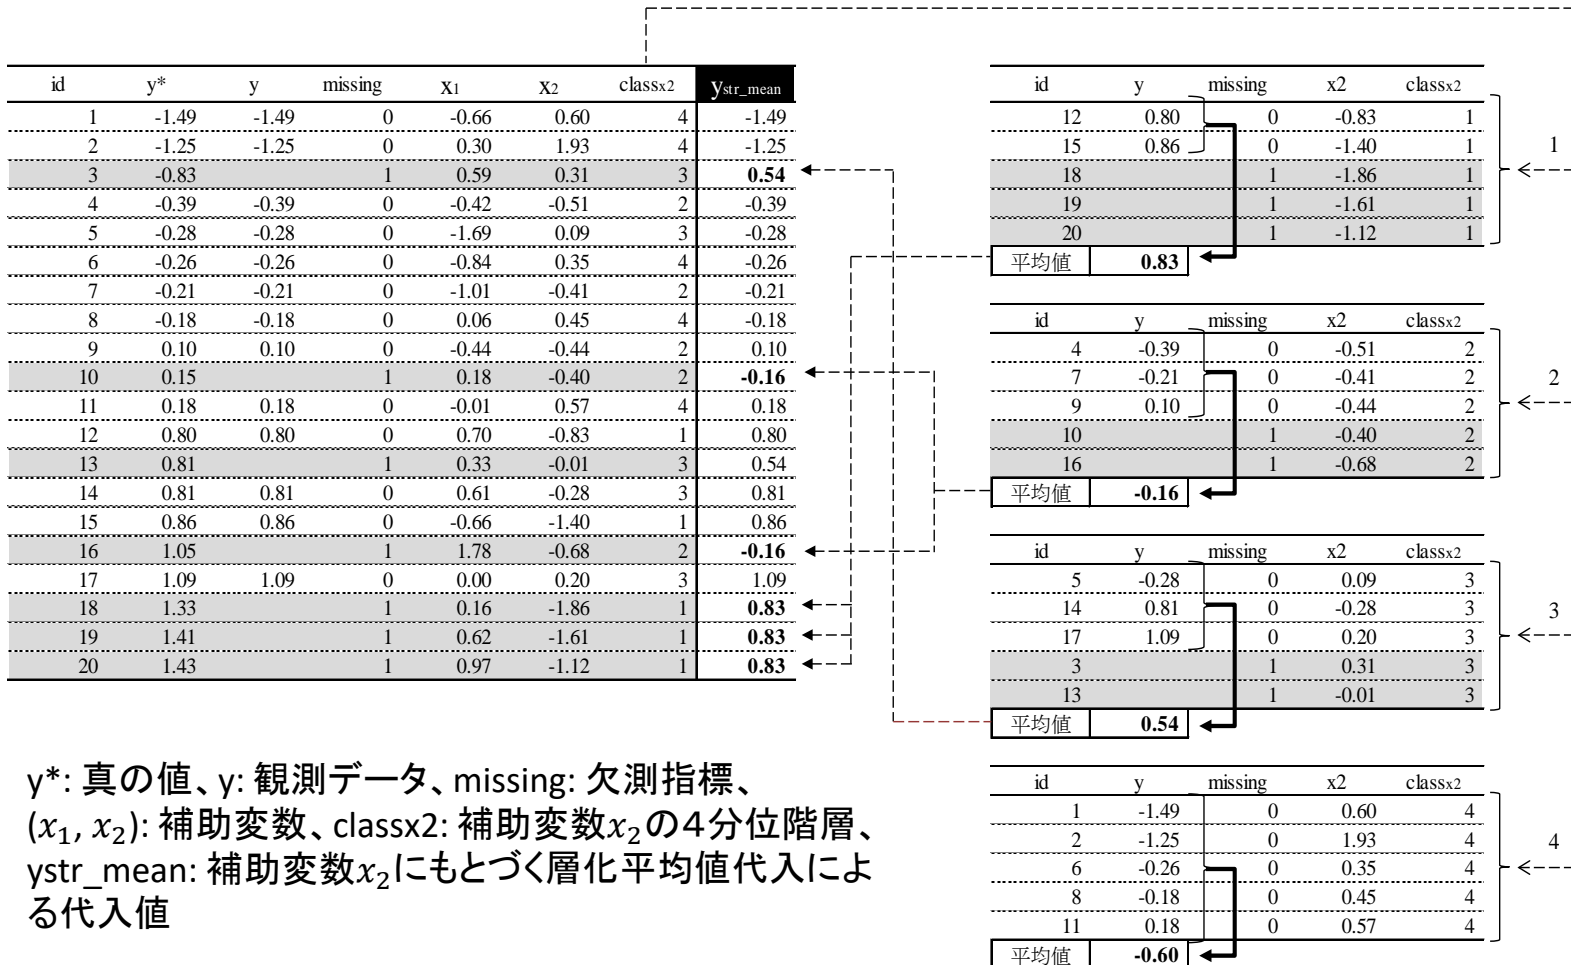 id y* y missing x1 x2 classx2 ystr_mean
1 -1.49 -1.49 0 -0.66 0.60 4 -1.49
2 -1.25 -1.25 0 0.30 1.93 4 -1.25
3 -0.83 1 0.59 0.31 3 0.54
4 -0.39 -0.39 0 -0.42 -0.51 2 -0.39
5 -0.28 -0.28 0 -1.69 0.09 3 -0.28
6 -0.26 -0.26 0 -0.84 0.35 4 -0.26
7 -0.21 -0.21 0 -1.01 -0.41 2 -0.21
8 -0.18 -0.18 0 0.06 0.45 4 -0.18
9 0.10 0.10 0 -0.44 -0.44 2 0.10
10 0.15 1 0.18 -0.40 2 -0.16
11 0.18 0.18 0 -0.01 0.57 4 0.18
12 0.80 0.80 0 0.70 -0.83 1 0.80
13 0.81 1 0.33 -0.01 3 0.54
14 0.81 0.81 0 0.61 -0.28 3 0.81
15 0.86 0.86 0 -0.66 -1.40 1 0.86
16 1.05 1 1.78 -0.68 2 -0.16
17 1.09 1.09 0 0.00 0.20 3 1.09
18 1.33 1 0.16 -1.86 1 0.83
19 1.41 1 0.62 -1.61 1 0.83
20 1.43 1 0.97 -1.12 1 0.83
y*: 真の値、y: 観測データ、missing: 欠測指標、
(x₁, x₂): 補助変数、classx2: 補助変数x₂の4分位階層、
ystr_mean: 補助変数x₂にもとづく層化平均値代入によ
る代入値
id y missing x2 classx2
12 0.80 0 -0.83 1
15 0.86 0 -1.40 1
1
18 1 -1.86 1
19 1 -1.61 1
20 1 -1.12 1
平均値 0.83
id y missing x2 classx2
4 -0.39 0 -0.51 2
7 -0.21 0 -0.41 2
2
9 0.10 0 -0.44 2
10 1 -0.40 2
16 1 -0.68 2
平均値 -0.16
id y missing x2 classx2
5 -0.28 0 0.09 3
14 0.81 0 -0.28 3
3
17 1.09 0 0.20 3
3 1 0.31 3
13 1 -0.01 3
平均値 0.54
id y missing x2 classx2
1 -1.49 0 0.60 4
2 -1.25 0 1.93 4
4
6 -0.26 0 0.35 4
8 -0.18 0 0.45 4
11 0.18 0 0.57 4
平均値 -0.60